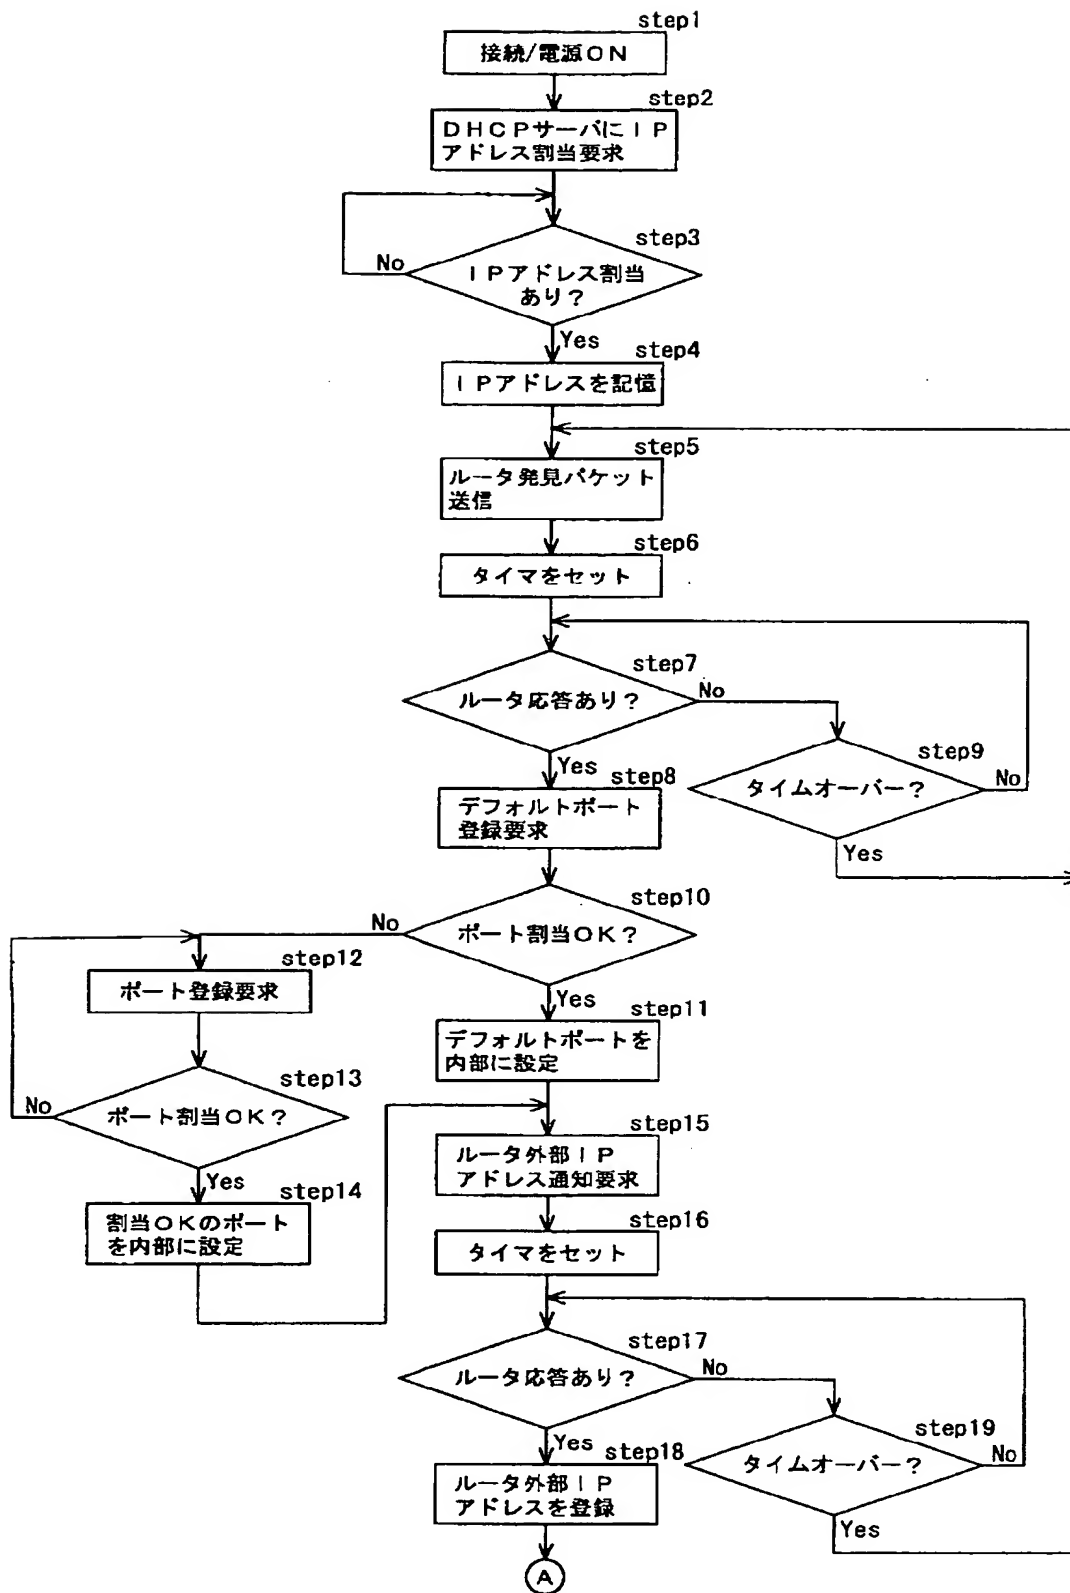 step1
接続/電源ON
step2
DHCPサーバにIP
アドレス割当要求
step3
No
IPアドレス割当
あり?
Yes
step4
IPアドレスを記憶
step5
ルータ発見パケット
送信
step6
タイマをセット
step7
ルータ応答あり?
No
step9
タイムオーバー?
No
Yes
Yes
step8
デフォルトポート
登録要求
step10
No
ポート割当OK?
step12
ポート登録要求
Yes
step11
デフォルトポートを
内部に設定
step13
No
ポート割当OK?
Yes
step14
割当OKのポート
を内部に設定
step15
ルータ外部IP
アドレス通知要求
step16
タイマをセット
step17
ルータ応答あり?
No
step19
タイムオーバー?
No
Yes
Yes
step18
ルータ外部IP
アドレスを登録
A